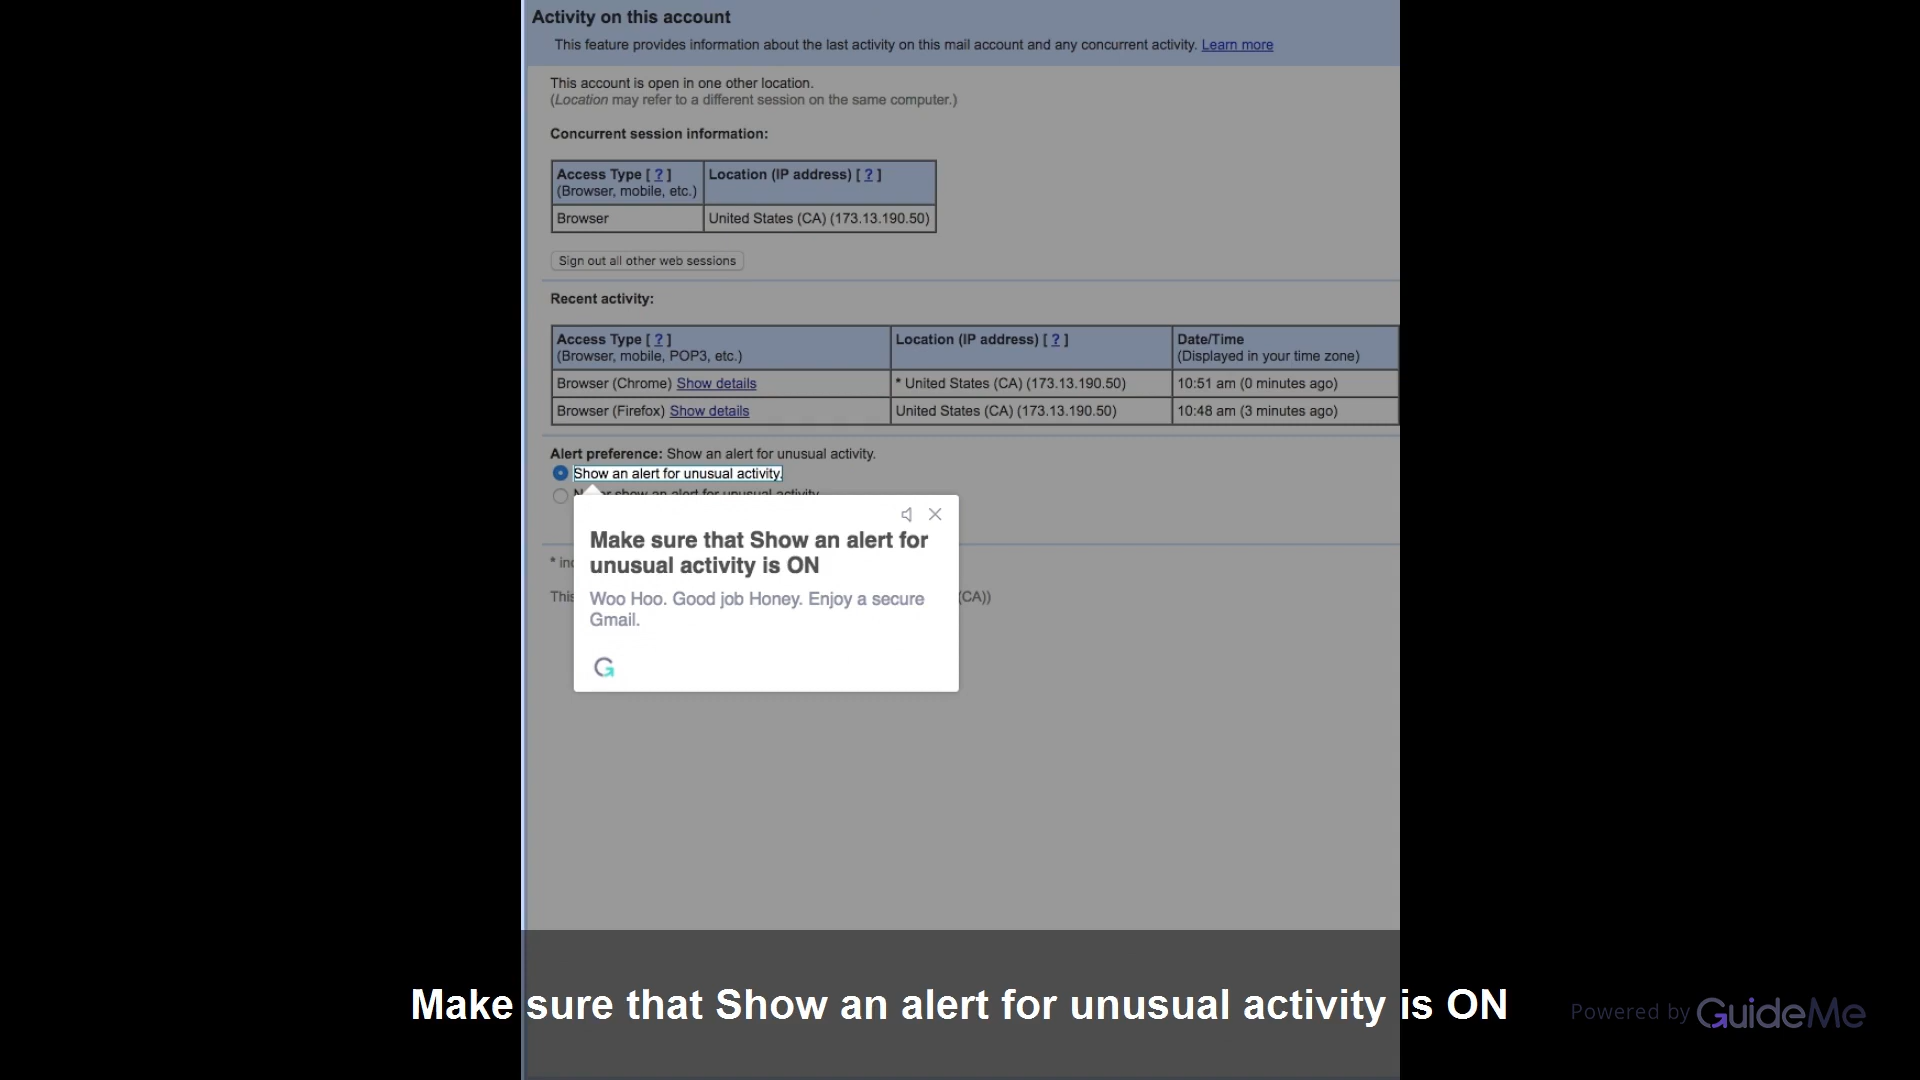 Activity on this account
This feature provides information about the last activity on this mail account and any concurrent activity. Learn more
This account is open in one other location.
(Location may refer to a different session on the same computer.)
Concurrent session information:
Access Type [ ? ]
(Browser, mobile, etc.)
Location (IP address) [ ? ]
Browser
United States (CA) (173.13.190.50)
Sign out all other web sessions
Recent activity:
Access Type [ ? ]
(Browser, mobile, POP3, etc.)
Location (IP address) [ ? ]
Date/Time
(Displayed in your time zone)
Browser (Chrome) Show details
* United States (CA) (173.13.190.50)
10:51 am (0 minutes ago)
Browser (Firefox) Show details
United States (CA) (173.13.190.50)
10:48 am (3 minutes ago)
Alert preference: Show an alert for unusual activity.
Show an alert for unusual activity.
show an alert for unusual activity.
Make sure that Show an alert for
unusual activity is ON
Woo Hoo. Good job Honey. Enjoy a secure
Gmail.
*
This
(CA))
Make sure that Show an alert for unusual activity is ON
Powered by GuideMe